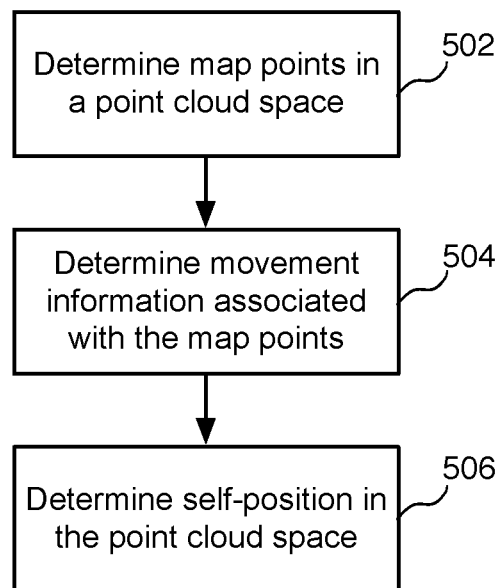 Determine map points in
a point cloud space
502
Determine movement
information associated
with the map points
504
Determine self-position in
the point cloud space
506